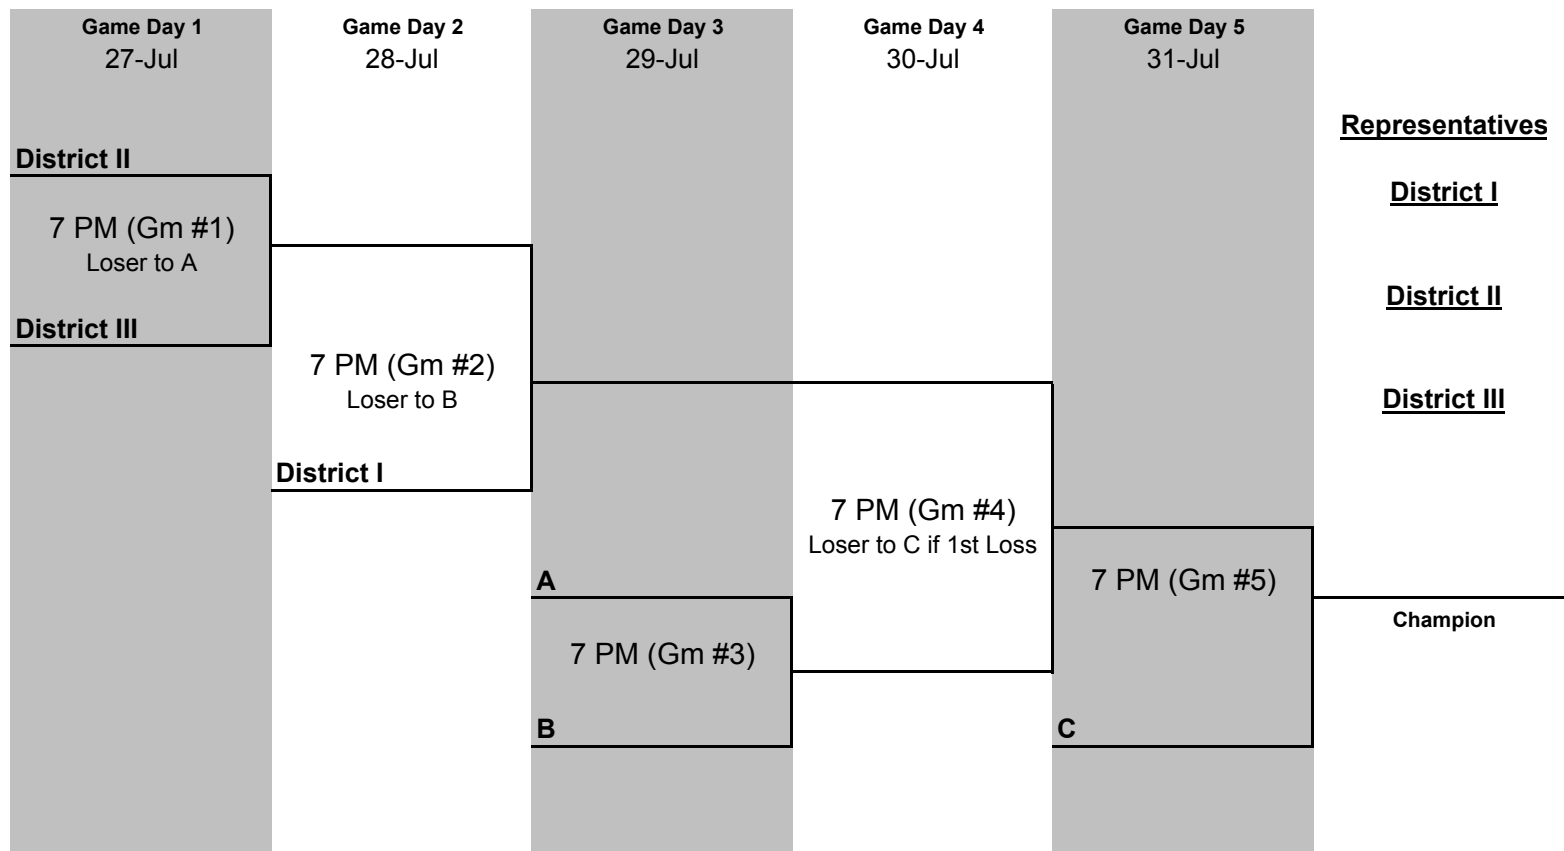 Game Day 1
27-Jul
Game Day 2
28-Jul
Game Day 3
29-Jul
Game Day 4
30-Jul
Game Day 5
31-Jul
Representatives
District I
District II
District III
District II
7 PM (Gm #1)
Loser to A
District III
7 PM (Gm #2)
Loser to B
District I
A
7 PM (Gm #3)
B
7 PM (Gm #4)
Loser to C if 1st Loss
7 PM (Gm #5)
C
Champion